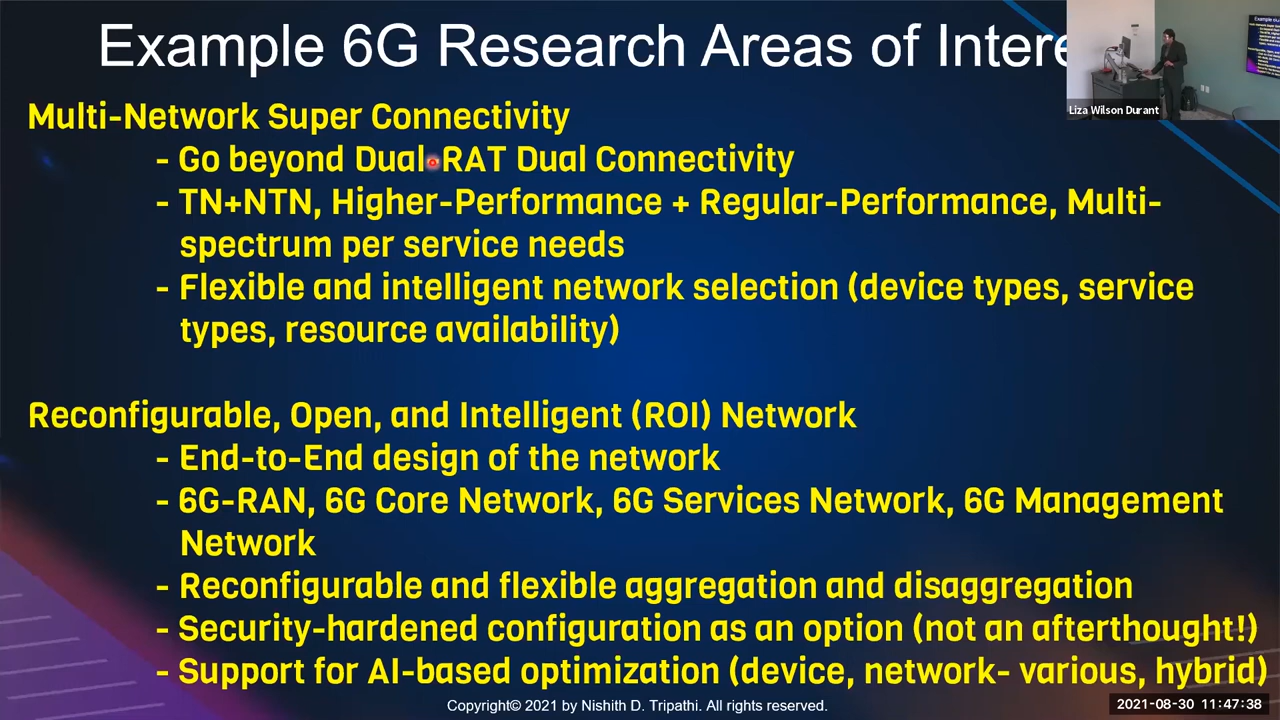 Example 6G Research Areas of Intere
Liza Wilson Durant
Multi-Network Super Connectivity
- Go beyond Dual-RAT Dual Connectivity
- TN+NTN, Higher-Performance + Regular-Performance, Multi-
spectrum per service needs
- Flexible and intelligent network selection (device types, service
types, resource availability)
Reconfigurable, Open, and Intelligent (ROI) Network
- End-to-End design of the network
- 6G-RAN, 6G Core Network, 6G Services Network, 6G Management
Network
- Reconfigurable and flexible aggregation and disaggregation
- Security-hardened configuration as an option (not an afterthought!)
- Support for AI-based optimization (device, network- various, hybrid)
Copyright© 2021 by Nishith D. Tripathi. All rights reserved.
2021-08-30 11:47:38